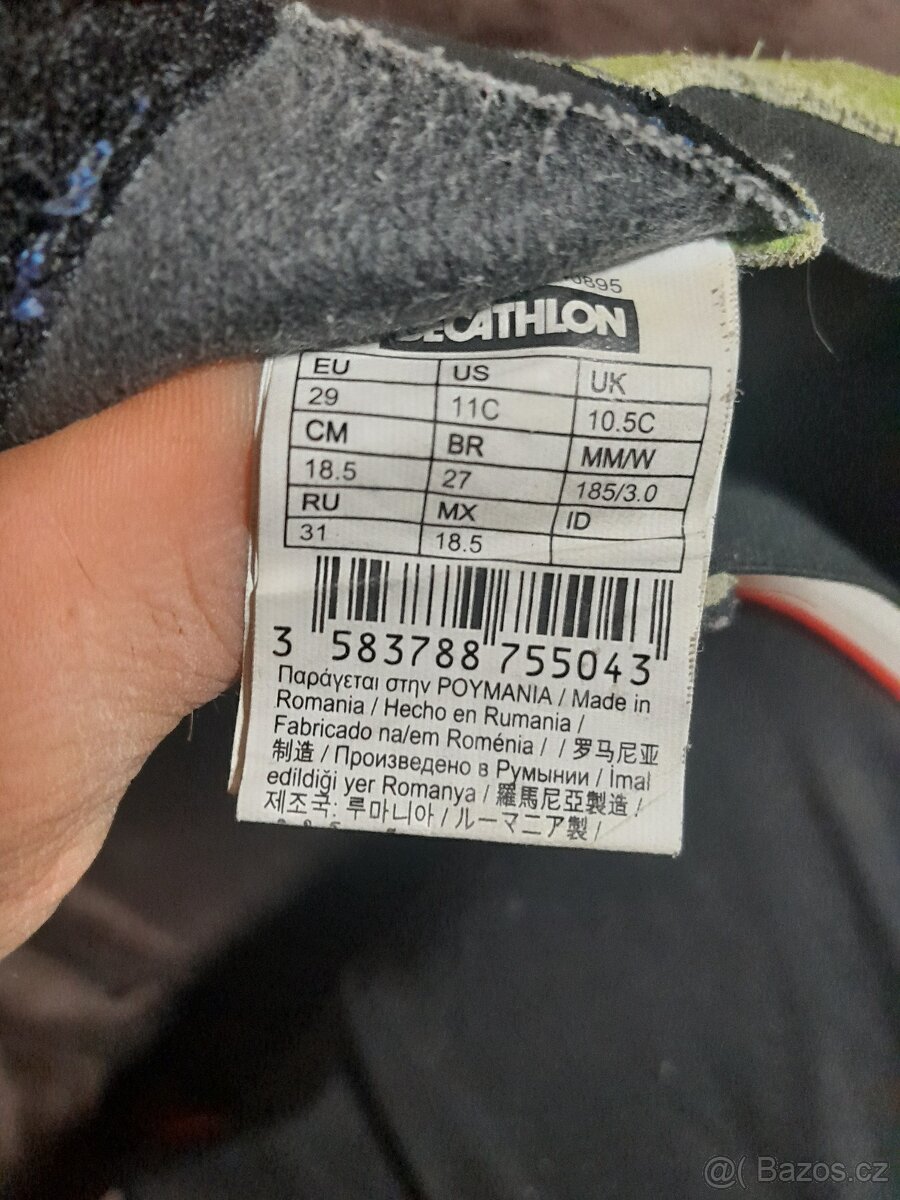 0895
DECATHLON
EU US UK
29 11C 10.5C
CM BR MM/W
18.5 27 185/3.0
RU MX ID
31 18.5
3 583788 755043
Παράγεται στην ΡΟΥΜΑΝΙΑ / Made in
Romania / Hecho en Rumania /
Fabricado na/em Roménia / / 罗马尼亚
制造 / Произведено в Румынии / İmal
edildiği yer Romanya / 羅馬尼亞製造 /
제조국: 루마니아 / ルーマニア製 /
@( Bazos.cz